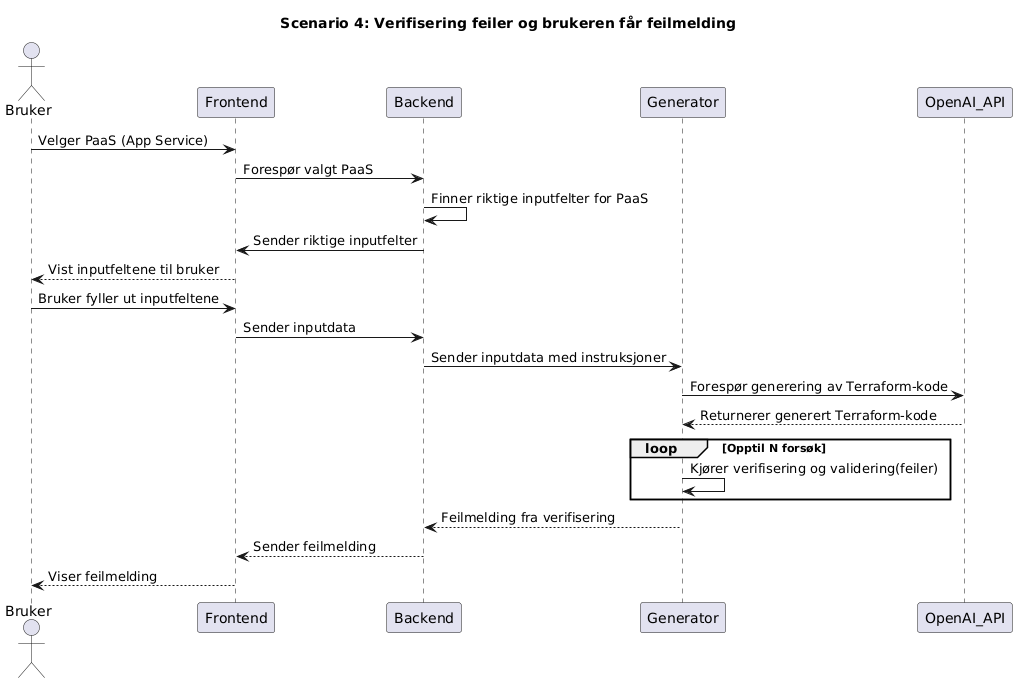 Scenario 4: Verifisering feiler og brukeren får feilmelding
Bruker
Frontend
Backend
Generator
OpenAI_API
Velger PaaS (App Service)
Forespør valgt PaaS
Finner riktige inputfelter for PaaS
Sender riktige inputfelter
Vist inputfeltene til bruker
Bruker fyller ut inputfeltene
Sender inputdata
Sender inputdata med instruksjoner
Forespør generering av Terraform-kode
Returnerer generert Terraform-kode
loop [Opptil N forsøk]
Kjører verifisering og validering(feiler)
Feilmelding fra verifisering
Sender feilmelding
Viser feilmelding
Bruker
Frontend
Backend
Generator
OpenAI_API